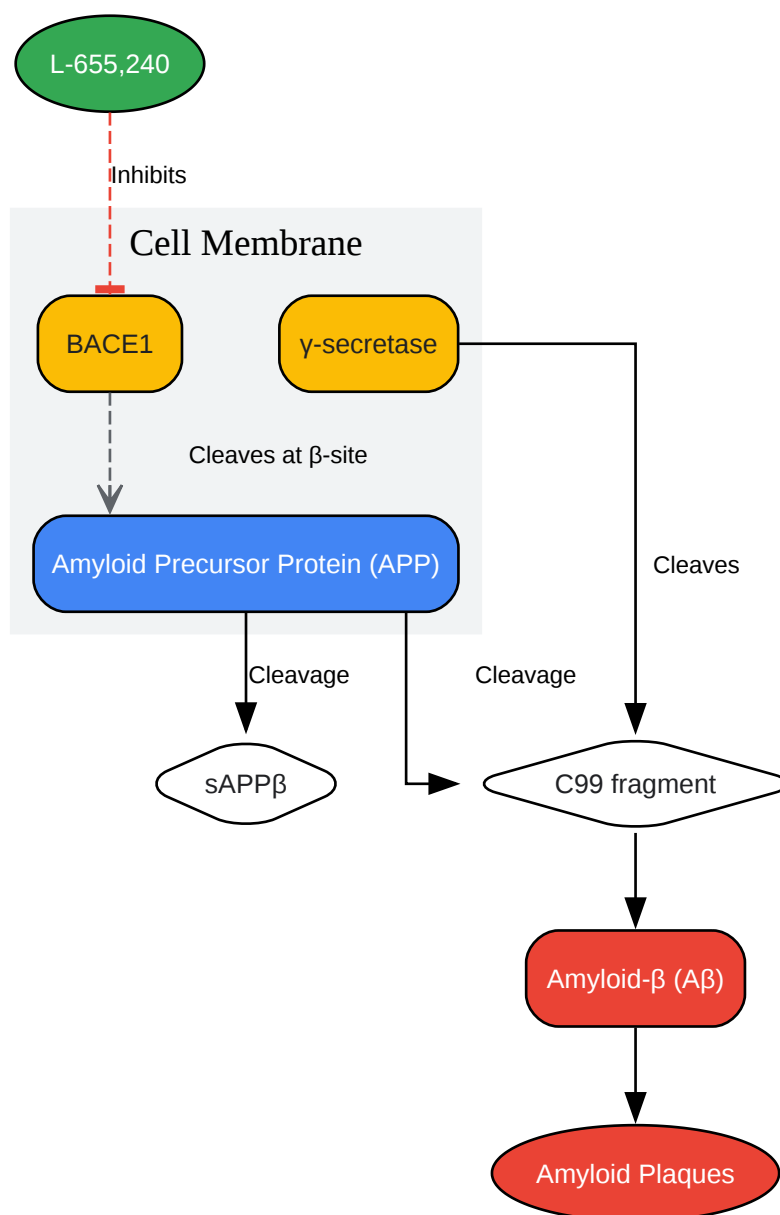 L-655,240
Inhibits
Cell Membrane
BACE1
γ-secretase
Cleaves at β-site
Amyloid Precursor Protein (APP)
Cleaves
Cleavage
Cleavage
sAPPβ
C99 fragment
Amyloid-β (Aβ)
Amyloid Plaques